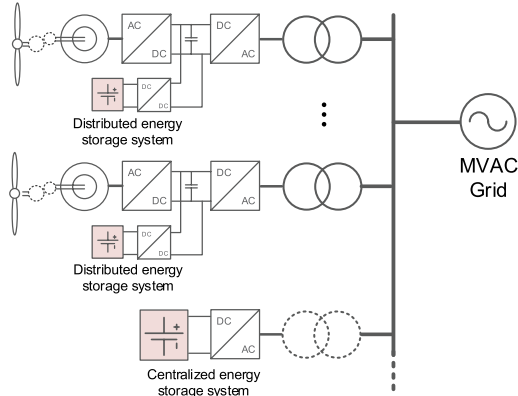 AC
DC
DC
AC
DC
DC
Distributed energy
storage system
MVAC
Grid
AC
DC
DC
AC
DC
DC
Distributed energy
storage system
DC
AC
Centralized energy
storage system